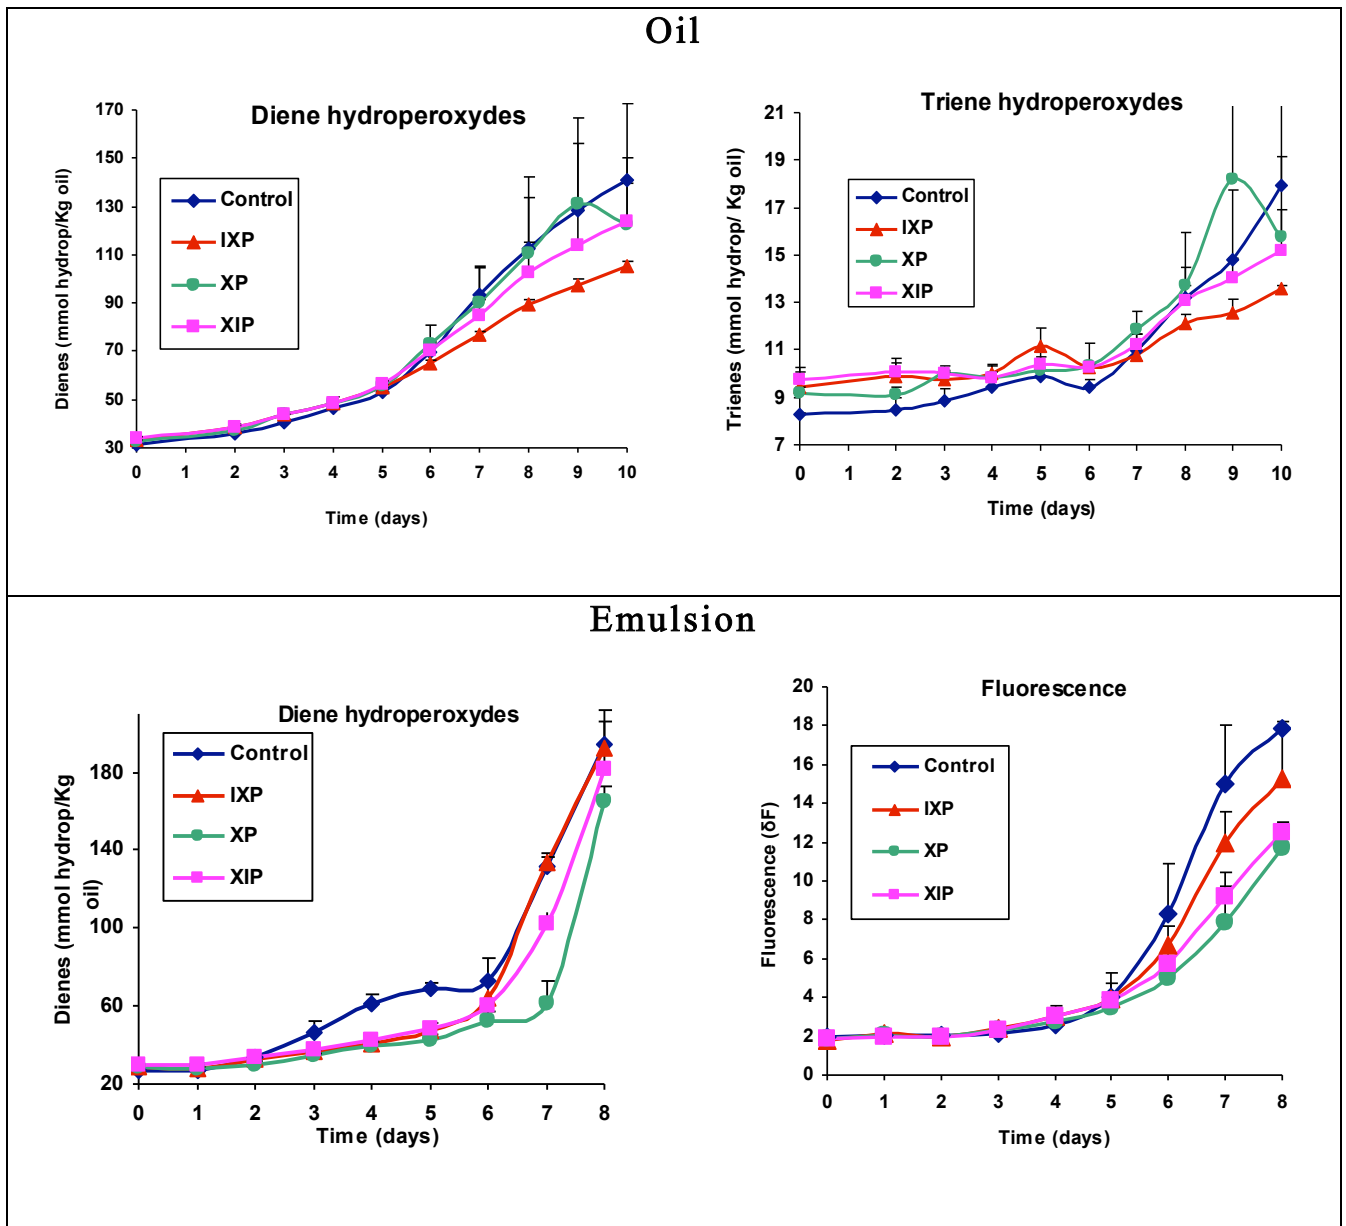 Oil
Diene hydroperoxydes
Dienes (mmol hydrop/Kg oil)
170
150
130
110
90
70
50
30
Control
IXP
XP
XIP
0 1 2 3 4 5 6 7 8 9 10
Time (days)
Triene hydroperoxydes
Trienes (mmol hydrop/ Kg oil)
21
19
17
15
13
11
9
7
Control
IXP
XP
XIP
0 1 2 3 4 5 6 7 8 9 10
Time (days)
Emulsion
Diene hydroperoxydes
Dienes (mmol hydrop/Kg
oil)
180
140
100
60
20
Control
IXP
XP
XIP
0 1 2 3 4 5 6 7 8
Time (days)
Fluorescence
Fluorescence (δF)
20
18
16
14
12
10
8
6
4
2
0
Control
IXP
XP
XIP
0 1 2 3 4 5 6 7 8
Time (days)